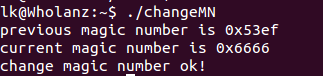 lk@Wholanz:~$ ./changeMN
previous magic number is 0x53ef
current magic number is 0x6666
change magic number ok!